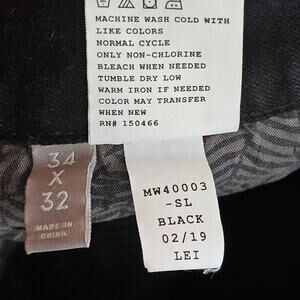 MACHINE WASH COLD WITH
LIKE COLORS
NORMAL CYCLE
ONLY NON-CHLORINE
BLEACH WHEN NEEDED
TUMBLE DRY LOW
WARM IRON IF NEEDED
COLOR MAY TRANSFER
WHEN NEW
RN# 150466
34
X
32
MADE IN
CHINA
MW40003
-SL
BLACK
02/19
LEI